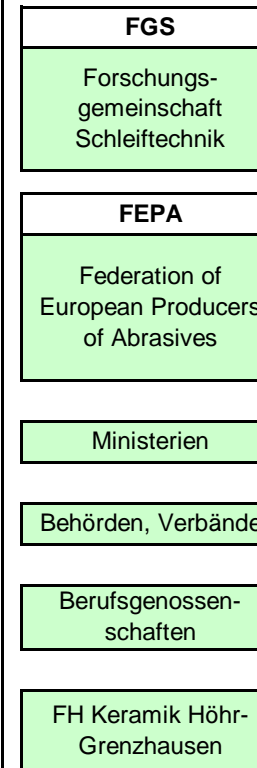 FGS
Forschungs-
gemeinschaft
Schleiftechnik
FEPA
Federation of
European Producers
of Abrasives
Ministerien
Behörden, Verbände
Berufsgenossen-
schaften
FH Keramik Höhr-
Grenzhausen